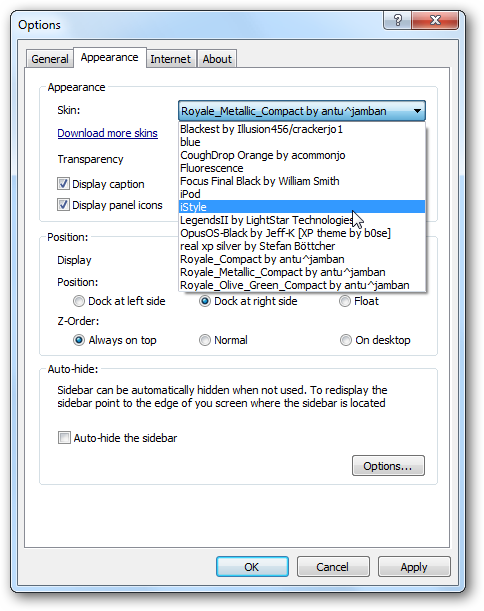 Options
General Appearance Internet About
Appearance
Skin: Royale_Metallic_Compact by antu^jamban
Download more skins
Blackest by Illusion456/crackerjo1
blue
CoughDrop Orange by acommonjo
Fluorescence
Focus Final Black by William Smith
iPod
iStyle
LegendsII by LightStar Technologies
OpusOS-Black by Jeff-K [XP theme by b0se]
real xp silver by Stefan Böttcher
Royale_Compact by antu^jamban
Royale_Metallic_Compact by antu^jamban
Royale_Olive_Green_Compact by antu^jamban
Transparency
Display caption
Display panel icons
Position:
Display
Position:
Dock at left side Dock at right side Float
Z-Order:
Always on top Normal On desktop
Auto-hide:
Sidebar can be automatically hidden when not used. To redisplay the
sidebar point to the edge of you screen where the sidebar is located
Auto-hide the sidebar
Options...
OK Cancel Apply